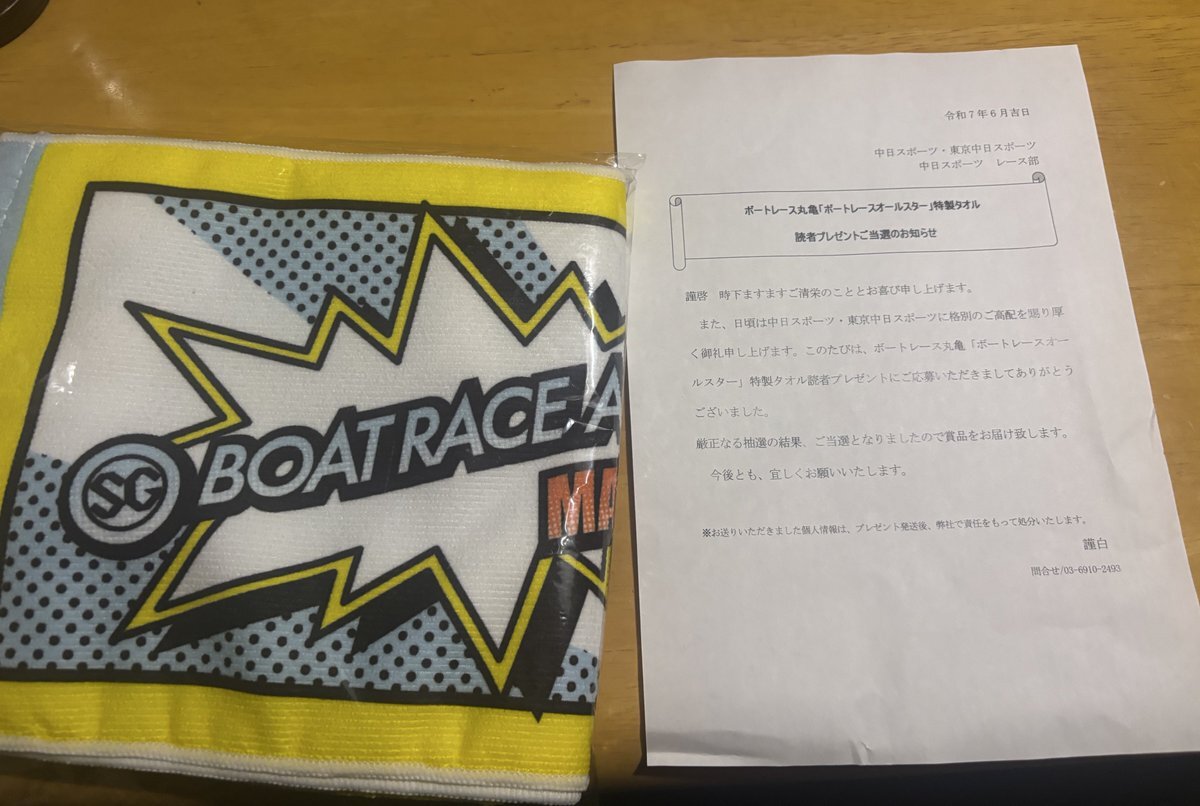 SG
BOATRACE A
MA
令和7年6月吉日
中日スポーツ・東京中日スポーツ
中日スポーツ　レース部
ボートレース丸亀「ボートレースオールスター」特製タオル
読者プレゼントご当選のお知らせ
謹啓　時下ますますご清栄のこととお喜び申し上げます。
また、日頃は中日スポーツ・東京中日スポーツに格別のご高配を賜り厚
く御礼申し上げます。このたびは、ボートレース丸亀「ボートレースオー
ルスター」特製タオル読者プレゼントにご応募いただきましてありがとう
ございました。
厳正なる抽選の結果、ご当選となりましたので賞品をお届け致します。
今後とも、宜しくお願いいたします。
※お送りいただきました個人情報は、プレゼント発送後、弊社で責任をもって処分いたします。
謹白
問合せ/03-6910-2493